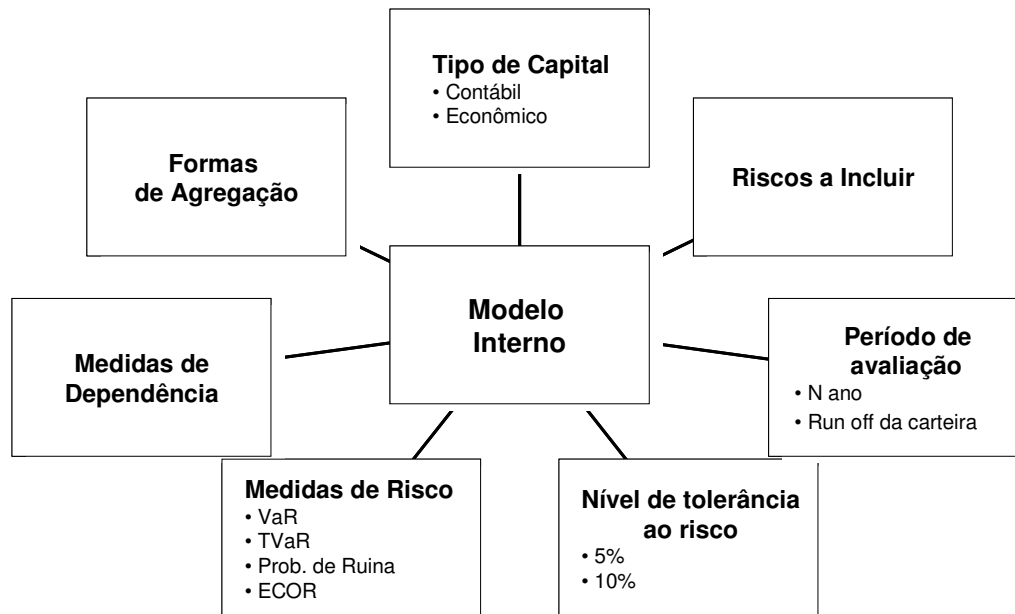 Tipo de Capital
• Contábil
• Econômico
Formas
de Agregação
Riscos a Incluir
Modelo
Interno
Medidas de
Dependência
Período de
avaliação
• N ano
• Run off da carteira
Medidas de Risco
• VaR
• TVaR
• Prob. de Ruina
• ECOR
Nível de tolerância
ao risco
• 5%
• 10%